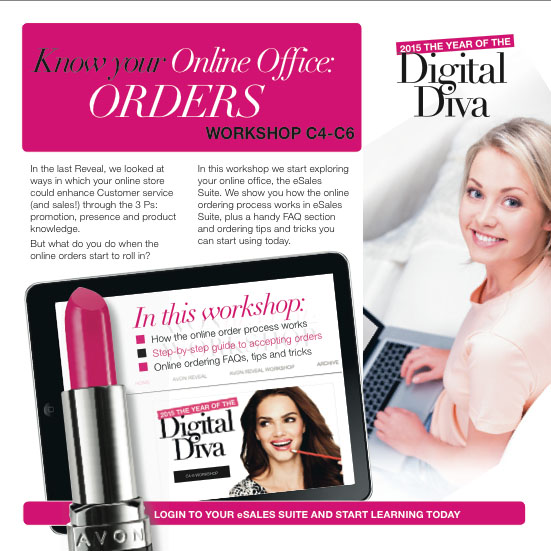 Know your Online Office:
ORDERS
WORKSHOP C4-C6
2015 THE YEAR OF THE
Digital
Diva
In the last Reveal, we looked at
ways in which your online store
could enhance Customer service
(and sales!) through the 3 Ps:
promotion, presence and product
knowledge.
But what do you do when the
online orders start to roll in?
In this workshop we start exploring
your online office, the eSales
Suite. We show you how the online
ordering process works in eSales
Suite, plus a handy FAQ section
and ordering tips and tricks you
can start using today.
In this workshop:
How the online order process works
Step-by-step guide to accepting orders
Online ordering FAQs, tips and tricks
HOME AVON REVEAL AVON REVEAL WORKSHOP ARCHIVE
2015 THE YEAR OF THE
Digital
Diva
C4-6 WORKSHOP
AVON
LOGIN TO YOUR eSALES SUITE AND START LEARNING TODAY